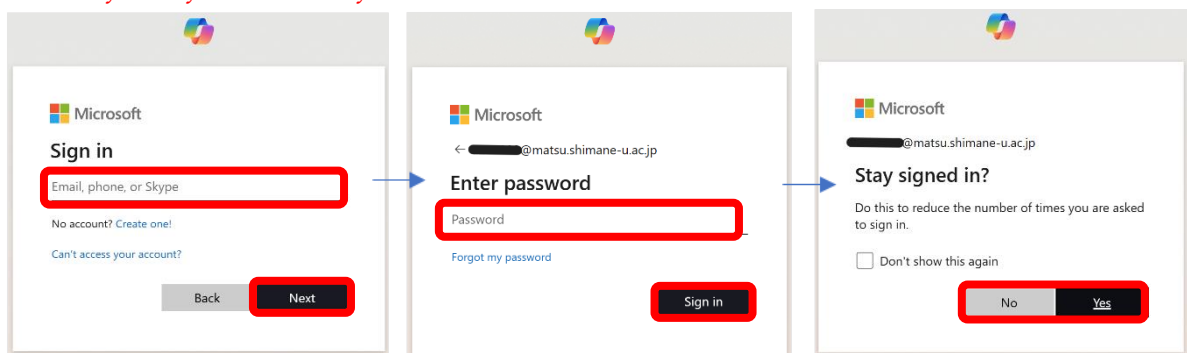 Microsoft
Sign in
Email, phone, or Skype
No account? Create one!
Can't access your account?
Back
Next
Microsoft
← @matsu.shimane-u.ac.jp
Enter password
Password
Forgot my password
Sign in
Microsoft
@matsu.shimane-u.ac.jp
Stay signed in?
Do this to reduce the number of times you are asked
to sign in.
Don't show this again
No
Yes